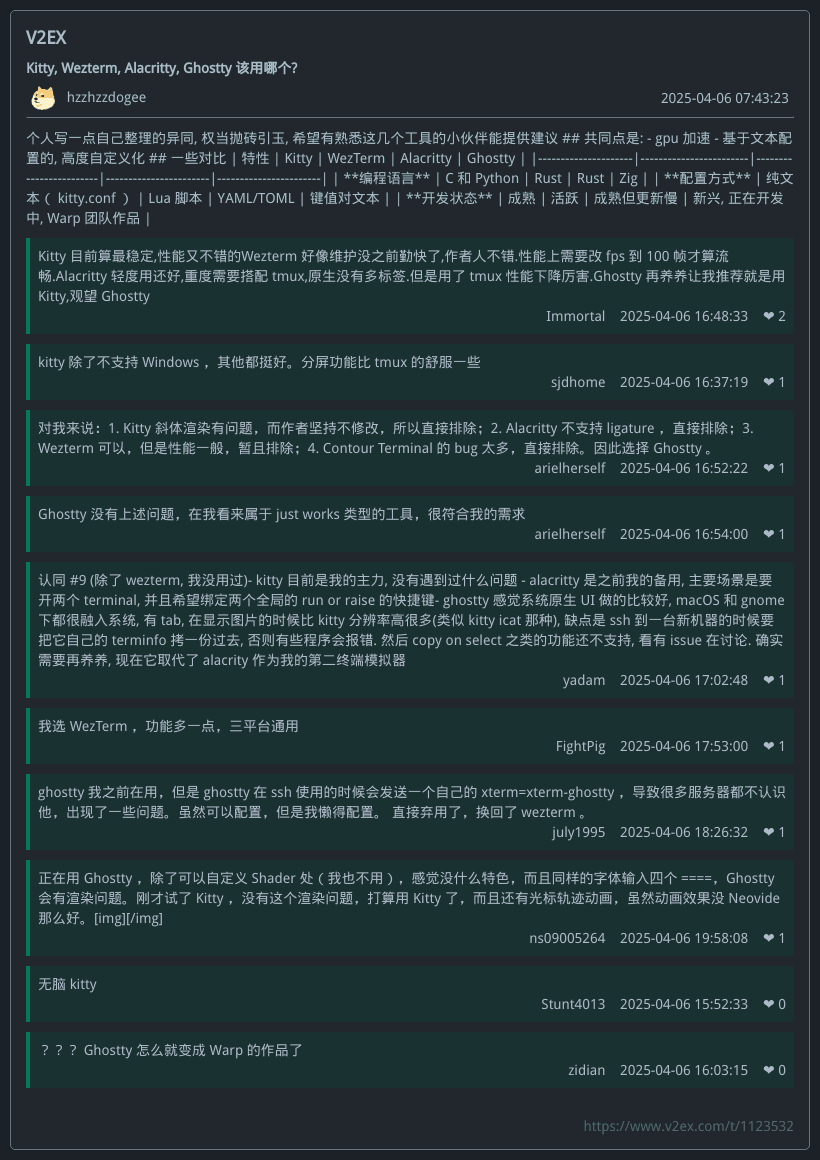 V2EX
Kitty, Wezterm, Alacritty, Ghostty 该用哪个?
hzzhzzdogee 2025-04-06 07:43:23
个人写一点自己整理的异同, 权当抛砖引玉, 希望有熟悉这几个工具的小伙伴能提供建议 ## 共同点是: - gpu 加速 - 基于文本配
置的, 高度自定义化 ## 一些对比 | 特性 | Kitty | WezTerm | Alacritty | Ghostty | |---------------------|------------------------|--------
----------------|-----------------------|-----------------------| | **编程语言** | C 和 Python | Rust | Rust | Zig | | **配置方式** | 纯文
本（ kitty.conf ） | Lua 脚本 | YAML/TOML | 键值对文本 | | **开发状态** | 成熟 | 活跃 | 成熟但更新慢 | 新兴, 正在开发
中, Warp 团队作品 |
Kitty 目前算最稳定,性能又不错的Wezterm 好像维护没之前勤快了,作者人不错.性能上需要改 fps 到 100 帧才算流
畅.Alacritty 轻度用还好,重度需要搭配 tmux,原生没有多标签.但是用了 tmux 性能下降厉害.Ghostty 再养养让我推荐就是用
Kitty,观望 Ghostty
Immortal 2025-04-06 16:48:33 ❤ 2
kitty 除了不支持 Windows ，其他都挺好。分屏功能比 tmux 的舒服一些
sjdhome 2025-04-06 16:37:19 ❤ 1
对我来说：1. Kitty 斜体渲染有问题，而作者坚持不修改，所以直接排除；2. Alacritty 不支持 ligature ，直接排除；3.
Wezterm 可以，但是性能一般，暂且排除；4. Contour Terminal 的 bug 太多，直接排除。因此选择 Ghostty 。
arielherself 2025-04-06 16:52:22 ❤ 1
Ghostty 没有上述问题，在我看来属于 just works 类型的工具，很符合我的需求
arielherself 2025-04-06 16:54:00 ❤ 1
认同 #9 (除了 wezterm, 我没用过)- kitty 目前是我的主力, 没有遇到过什么问题 - alacritty 是之前我的备用, 主要场景是要
开两个 terminal, 并且希望绑定两个全局的 run or raise 的快捷键- ghostty 感觉系统原生 UI 做的比较好, macOS 和 gnome
下都很融入系统, 有 tab, 在显示图片的时候比 kitty 分辨率高很多(类似 kitty icat 那种), 缺点是 ssh 到一台新机器的时候要
把它自己的 terminfo 拷一份过去, 否则有些程序会报错. 然后 copy on select 之类的功能还不支持, 看有 issue 在讨论. 确实
需要再养养, 现在它取代了 alacrity 作为我的第二终端模拟器
yadam 2025-04-06 17:02:48 ❤ 1
我选 WezTerm ，功能多一点，三平台通用
FightPig 2025-04-06 17:53:00 ❤ 1
ghostty 我之前在用，但是 ghostty 在 ssh 使用的时候会发送一个自己的 xterm=xterm-ghostty ，导致很多服务器都不认识
他，出现了一些问题。虽然可以配置，但是我懒得配置。 直接弃用了，换回了 wezterm 。
july1995 2025-04-06 18:26:32 ❤ 1
正在用 Ghostty ，除了可以自定义 Shader 处（我也不用），感觉没什么特色，而且同样的字体输入四个 ====，Ghostty
会有渲染问题。刚才试了 Kitty ，没有这个渲染问题，打算用 Kitty 了，而且还有光标轨迹动画，虽然动画效果没 Neovide
那么好。[img][/img]
ns09005264 2025-04-06 19:58:08 ❤ 1
无脑 kitty
Stunt4013 2025-04-06 15:52:33 ❤ 0
？？？ Ghostty 怎么就变成 Warp 的作品了
zidian 2025-04-06 16:03:15 ❤ 0
https://www.v2ex.com/t/1123532